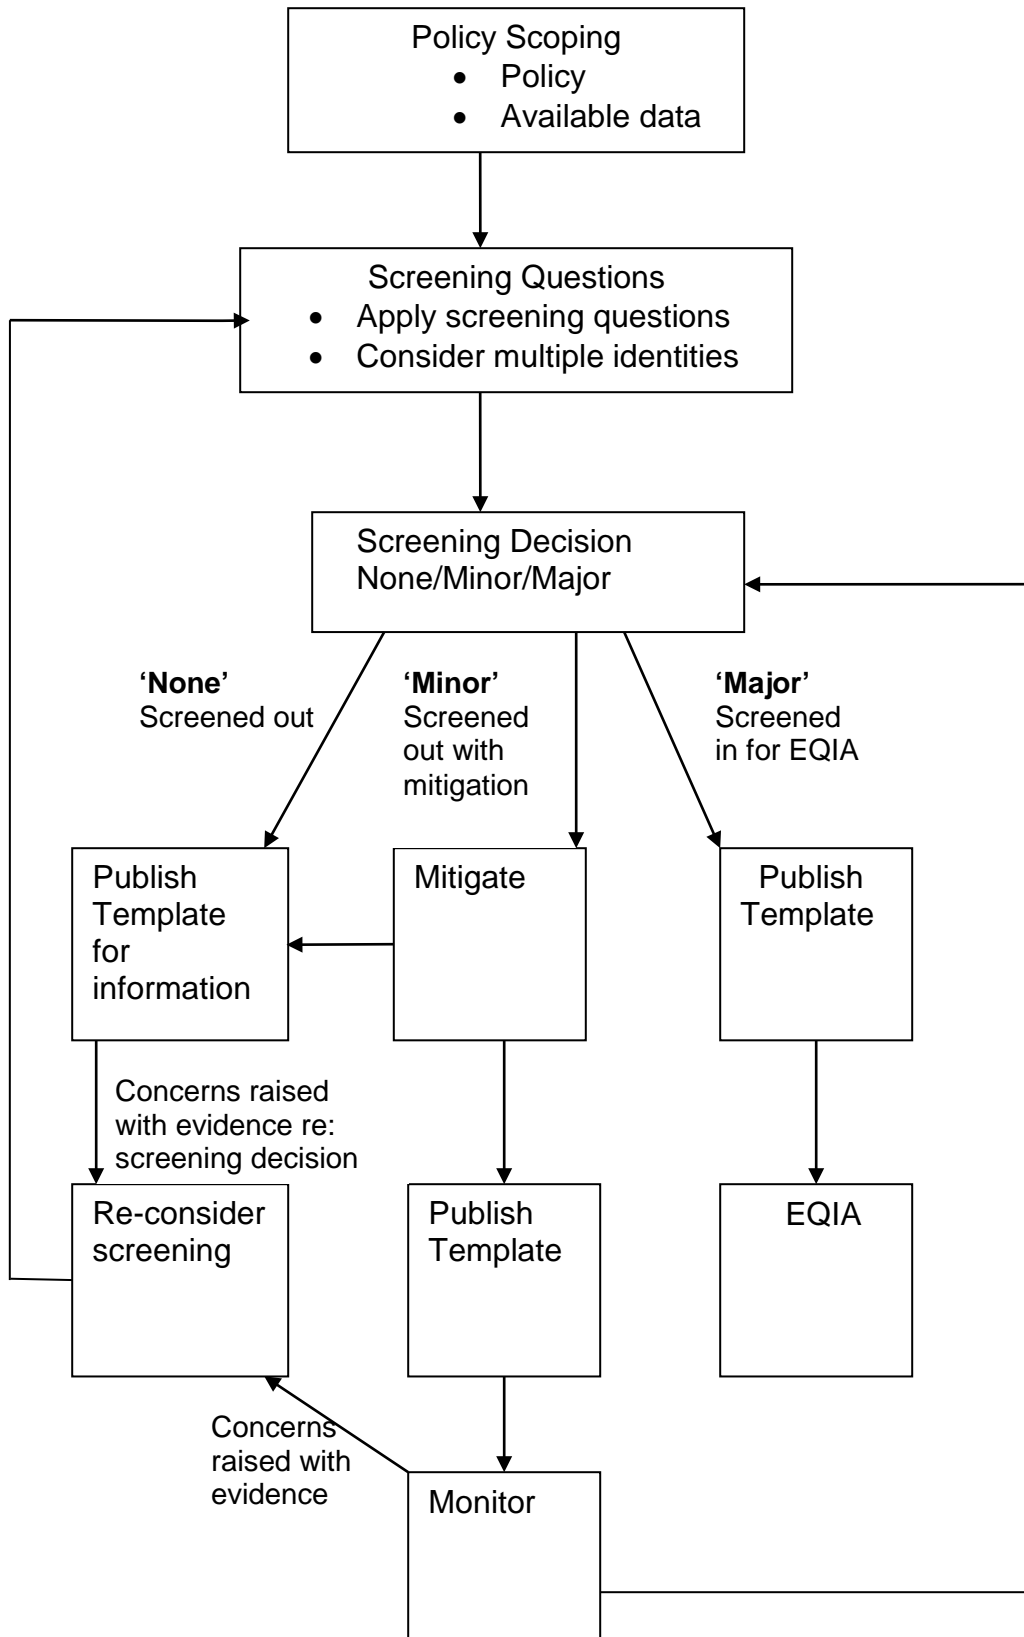 Policy Scoping
• Policy
• Available data
Screening Questions
• Apply screening questions
• Consider multiple identities
Screening Decision
None/Minor/Major
‘None’
Screened out
‘Minor’
Screened
out with
mitigation
‘Major’
Screened
in for EQIA
Publish
Template
for
information
Mitigate
Publish
Template
Concerns raised
with evidence re:
screening decision
Re-consider
screening
Publish
Template
EQIA
Concerns
raised with
evidence
Monitor